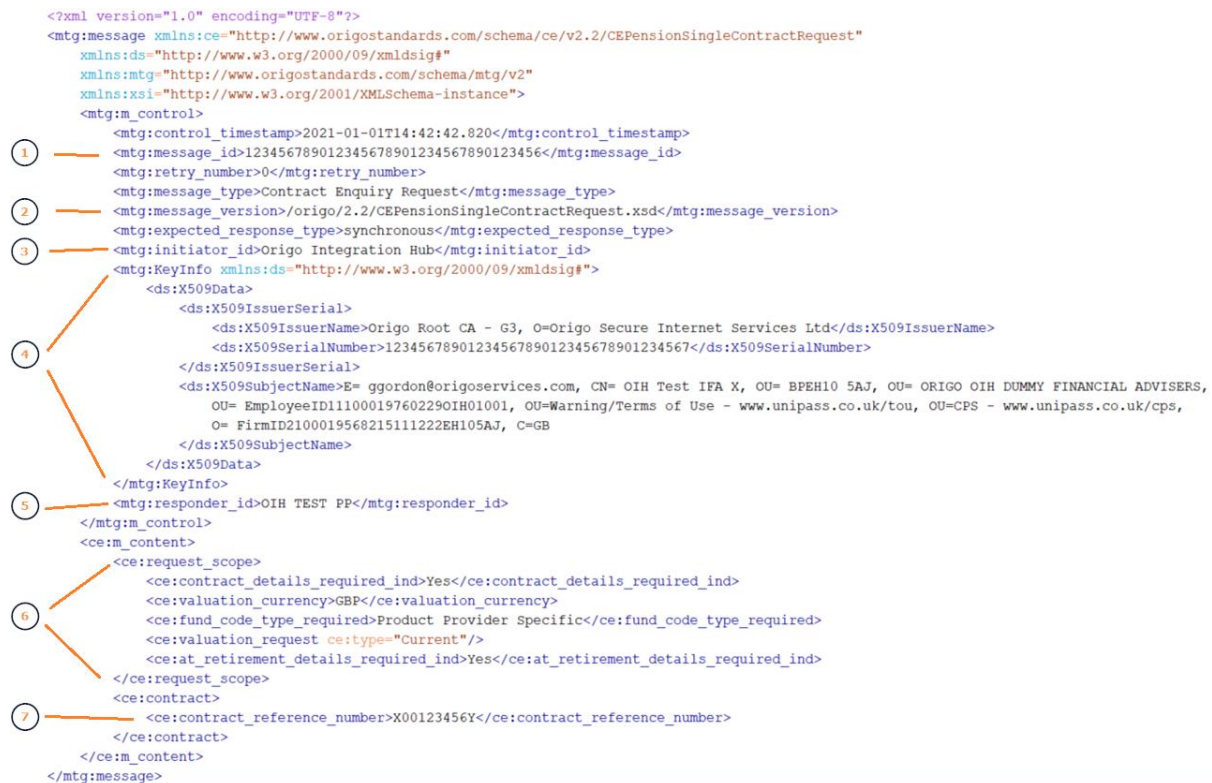 <?xml version="1.0" encoding="UTF-8"?>
<mtg:message xmlns:ce="http://www.origostandards.com/schema/ce/v2.2/CEPensionSingleContractRequest"
xmlns:ds="http://www.w3.org/2000/09/xmldsig#"
xmlns:mtg="http://www.origostandards.com/schema/mtg/v2"
xmlns:xsi="http://www.w3.org/2001/XMLSchema-instance">
<mtg:m_control>
<mtg:control_timestamp>2021-01-01T14:42:42.820</mtg:control_timestamp>
1 <mtg:message_id>123456789012345678901234567890123456</mtg:message_id>
<mtg:retry_number>0</mtg:retry_number>
<mtg:message_type>Contract Enquiry Request</mtg:message_type>
2 <mtg:message_version>/origo/2.2/CEPensionSingleContractRequest.xsd</mtg:message_version>
<mtg:expected_response_type>synchronous</mtg:expected_response_type>
3 <mtg:initiator_id>Origo Integration Hub</mtg:initiator_id>
<mtg:KeyInfo xmlns:ds="http://www.w3.org/2000/09/xmldsig#">
<ds:X509Data>
<ds:X509IssuerSerial>
<ds:X509IssuerName>Origo Root CA - G3, O=Origo Secure Internet Services Ltd</ds:X509IssuerName>
4 <ds:X509SerialNumber>1234567890123456789012345678901234567</ds:X509SerialNumber>
</ds:X509IssuerSerial>
<ds:X509SubjectName>E= ggordon@origoservices.com, CN= OIH Test IFA X, OU= BPEH10 5AJ, OU= ORIGO OIH DUMMY FINANCIAL ADVISERS,
OU= EmployeeID11100019760229OIH01001, OU=Warning/Terms of Use - www.unipass.co.uk/tou, OU=CPS - www.unipass.co.uk/cps,
O= FirmID2100019568215111222EH105AJ, C=GB
</ds:X509SubjectName>
</ds:X509Data>
</mtg:KeyInfo>
5 <mtg:responder_id>OIH TEST PP</mtg:responder_id>
</mtg:m_control>
<ce:m_content>
<ce:request_scope>
<ce:contract_details_required_ind>Yes</ce:contract_details_required_ind>
<ce:valuation_currency>GBP</ce:valuation_currency>
6 <ce:fund_code_type_required>Product Provider Specific</ce:fund_code_type_required>
<ce:valuation_request ce:type="Current"/>
<ce:at_retirement_details_required_ind>Yes</ce:at_retirement_details_required_ind>
</ce:request_scope>
<ce:contract>
7 <ce:contract_reference_number>X00123456Y</ce:contract_reference_number>
</ce:contract>
</ce:m_content>
</mtg:message>